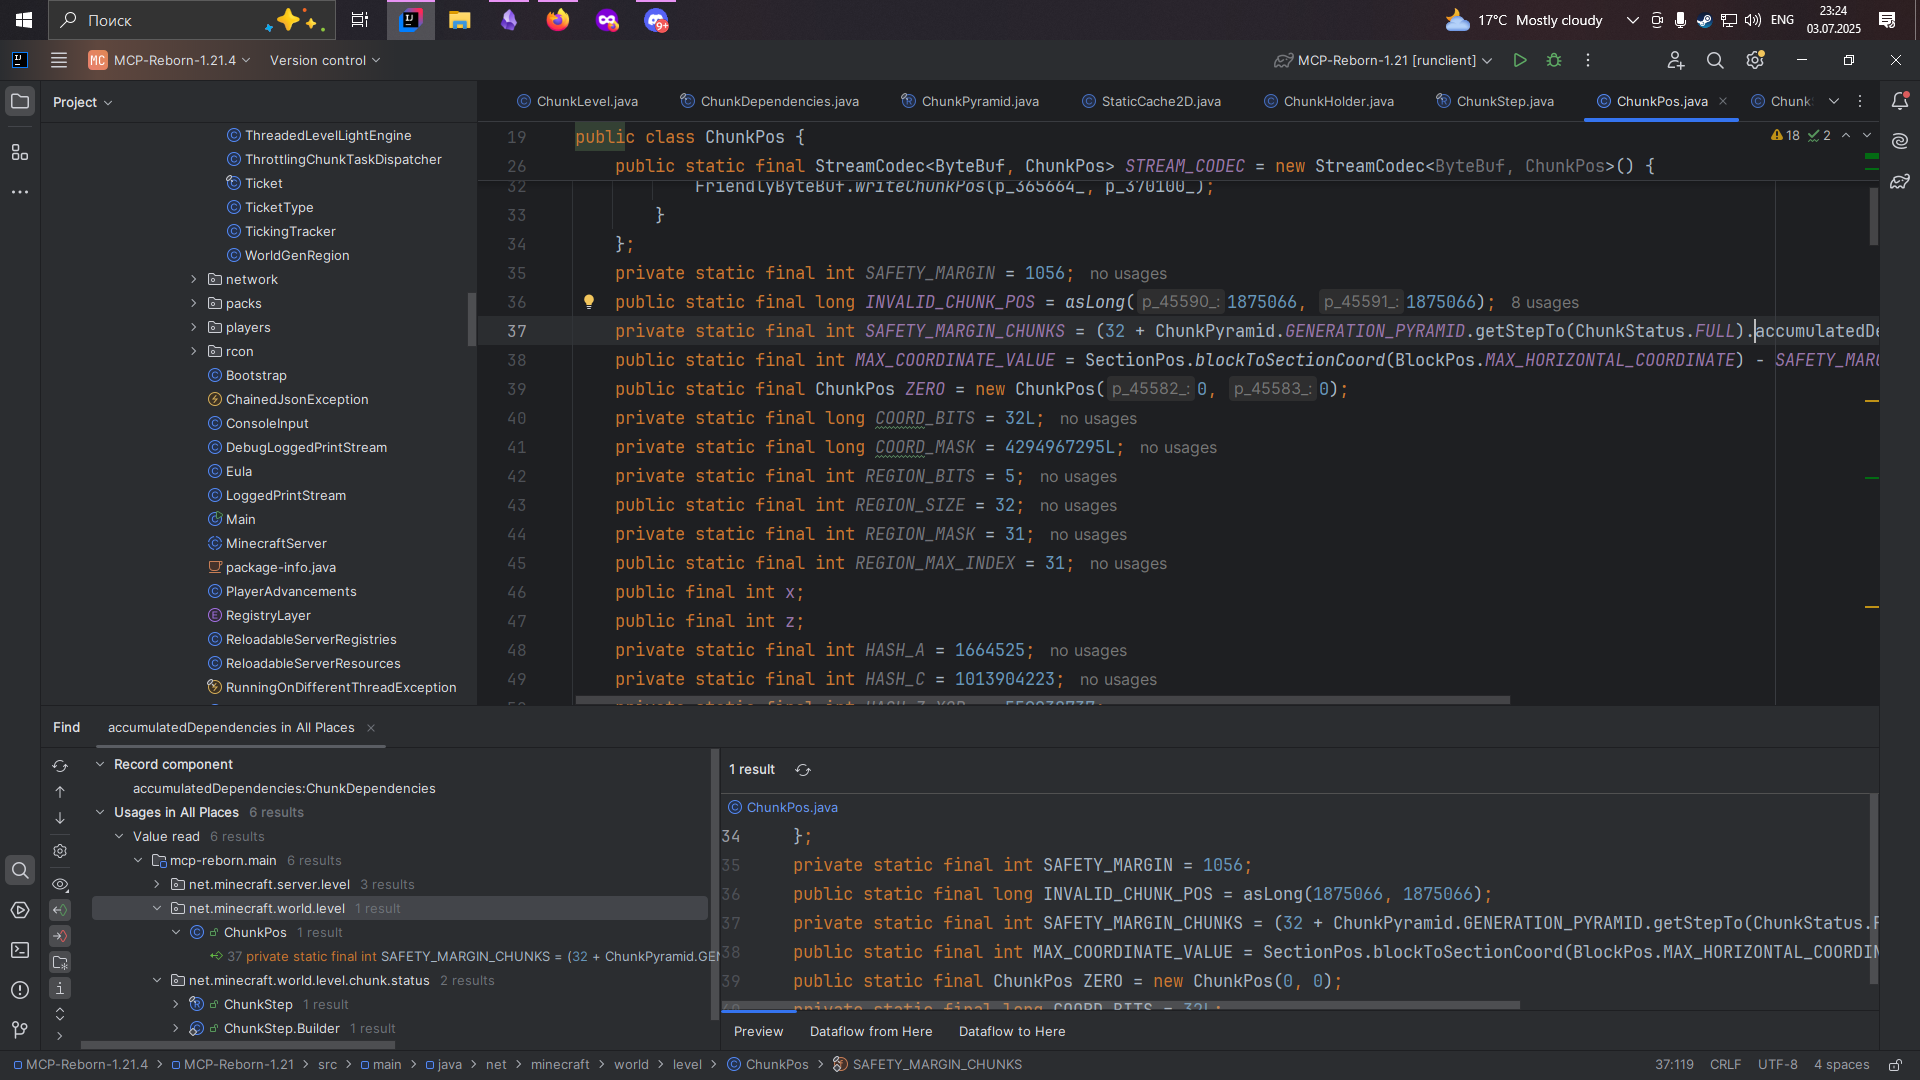 Поиск
9+
17°C Mostly cloudy
ENG
23:24
03.07.2025
MC MCP-Reborn-1.21.4
Version control
MCP-Reborn-1.21 [runclient]
Project
ThreadedLevelLightEngine
ThrottlingChunkTaskDispatcher
Ticket
TicketType
TickingTracker
WorldGenRegion
network
packs
players
rcon
Bootstrap
ChainedJsonException
ConsoleInput
DebugLoggedPrintStream
Eula
LoggedPrintStream
Main
MinecraftServer
package-info.java
PlayerAdvancements
RegistryLayer
ReloadableServerRegistries
ReloadableServerResources
RunningOnDifferentThreadException
ChunkLevel.java
ChunkDependencies.java
ChunkPyramid.java
StaticCache2D.java
ChunkHolder.java
ChunkStep.java
ChunkPos.java
Chunk
18 2
19 public class ChunkPos {
26 public static final StreamCodec<ByteBuf, ChunkPos> STREAM_CODEC = new StreamCodec<ByteBuf, ChunkPos>() {
32 FriendlyByteBuf.writeChunkPos(p_365664_, p_370100_);
33 }
34 };
35 private static final int SAFETY_MARGIN = 1056; no usages
36 public static final long INVALID_CHUNK_POS = asLong( p_45590_: 1875066, p_45591_: 1875066); 8 usages
37 private static final int SAFETY_MARGIN_CHUNKS = (32 + ChunkPyramid.GENERATION_PYRAMID.getStepTo(ChunkStatus.FULL).accumulatedDe
38 public static final int MAX_COORDINATE_VALUE = SectionPos.blockToSectionCoord(BlockPos.MAX_HORIZONTAL_COORDINATE) - SAFETY_MARG
39 public static final ChunkPos ZERO = new ChunkPos( p_45582_: 0, p_45583_: 0);
40 private static final long COORD_BITS = 32L; no usages
41 private static final long COORD_MASK = 4294967295L; no usages
42 private static final int REGION_BITS = 5; no usages
43 public static final int REGION_SIZE = 32; no usages
44 private static final int REGION_MASK = 31; no usages
45 public static final int REGION_MAX_INDEX = 31; no usages
46 public final int x;
47 public final int z;
48 private static final int HASH_A = 1664525; no usages
49 private static final int HASH_C = 1013904223; no usages
Find
accumulatedDependencies in All Places
Record component
accumulatedDependencies:ChunkDependencies
Usages in All Places 6 results
Value read 6 results
mcp-reborn.main 6 results
net.minecraft.server.level 3 results
net.minecraft.world.level 1 result
ChunkPos 1 result
37 private static final int SAFETY_MARGIN_CHUNKS = (32 + ChunkPyramid.GEN
net.minecraft.world.level.chunk.status 2 results
ChunkStep 1 result
ChunkStep.Builder 1 result
1 result
ChunkPos.java
34 };
35 private static final int SAFETY_MARGIN = 1056;
36 public static final long INVALID_CHUNK_POS = asLong(1875066, 1875066);
37 private static final int SAFETY_MARGIN_CHUNKS = (32 + ChunkPyramid.GENERATION_PYRAMID.getStepTo(ChunkStatus.F
38 public static final int MAX_COORDINATE_VALUE = SectionPos.blockToSectionCoord(BlockPos.MAX_HORIZONTAL_COORDIN
39 public static final ChunkPos ZERO = new ChunkPos(0, 0);
40 private static final long COORD_BITS = 32L;
Preview Dataflow from Here Dataflow to Here
MCP-Reborn-1.21.4 MCP-Reborn-1.21 src main java net minecraft world level ChunkPos SAFETY_MARGIN_CHUNKS
37:119 CRLF UTF-8 4 spaces